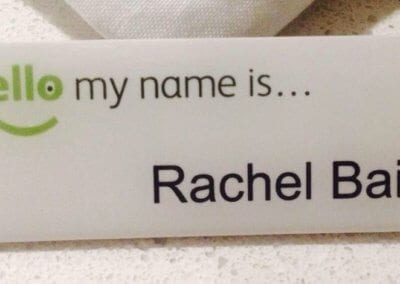 ello my name is...
Rachel Bai